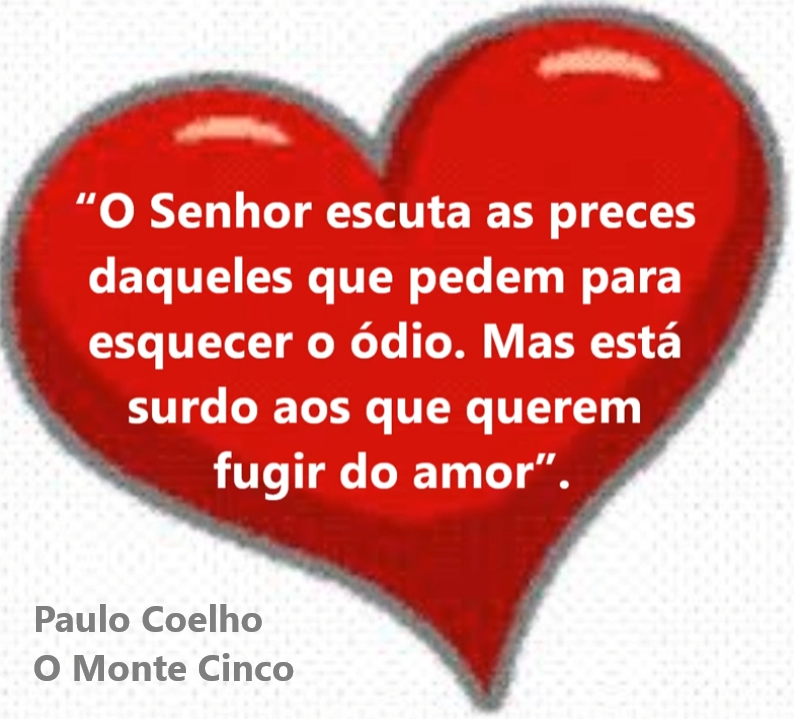 “O Senhor escuta as preces
daqueles que pedem para
esquecer o ódio. Mas está
surdo aos que querem
fugir do amor”.
Paulo Coelho
O Monte Cinco